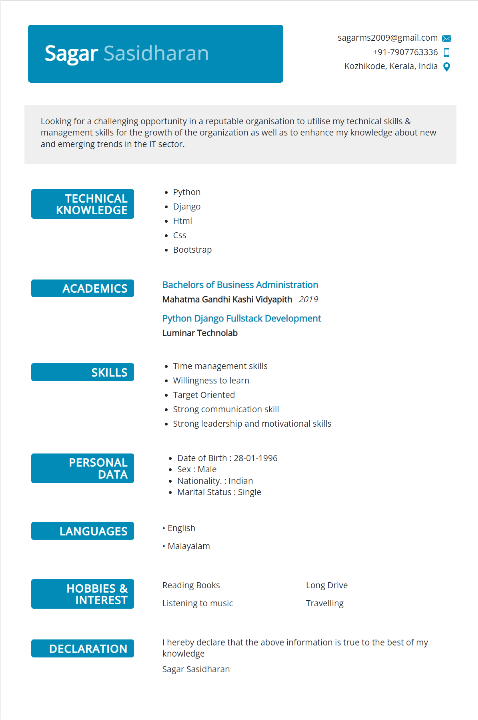 Sagar Sasidharan
sagarms2009@gmail.com
+91-7907763336
Kozhikode, Kerala, India
Looking for a challenging opportunity in a reputable organisation to utilise my technical skills &
management skills for the growth of the organization as well as to enhance my knowledge about new
and emerging trends in the IT sector.
TECHNICAL
KNOWLEDGE
• Python
• Django
• Html
• Css
• Bootstrap
ACADEMICS
Bachelors of Business Administration
Mahatma Gandhi Kashi Vidyapith 2019
Python Django Fullstack Development
Luminar Technolab
SKILLS
• Time management skills
• Willingness to learn
• Target Oriented
• Strong communication skill
• Strong leadership and motivational skills
PERSONAL
DATA
• Date of Birth : 28-01-1996
• Sex : Male
• Nationality. : Indian
• Marital Status : Single
LANGUAGES
• English
• Malayalam
HOBBIES &
INTEREST
Reading Books Long Drive
Listening to music Travelling
DECLARATION
I hereby declare that the above information is true to the best of my
knowledge
Sagar Sasidharan